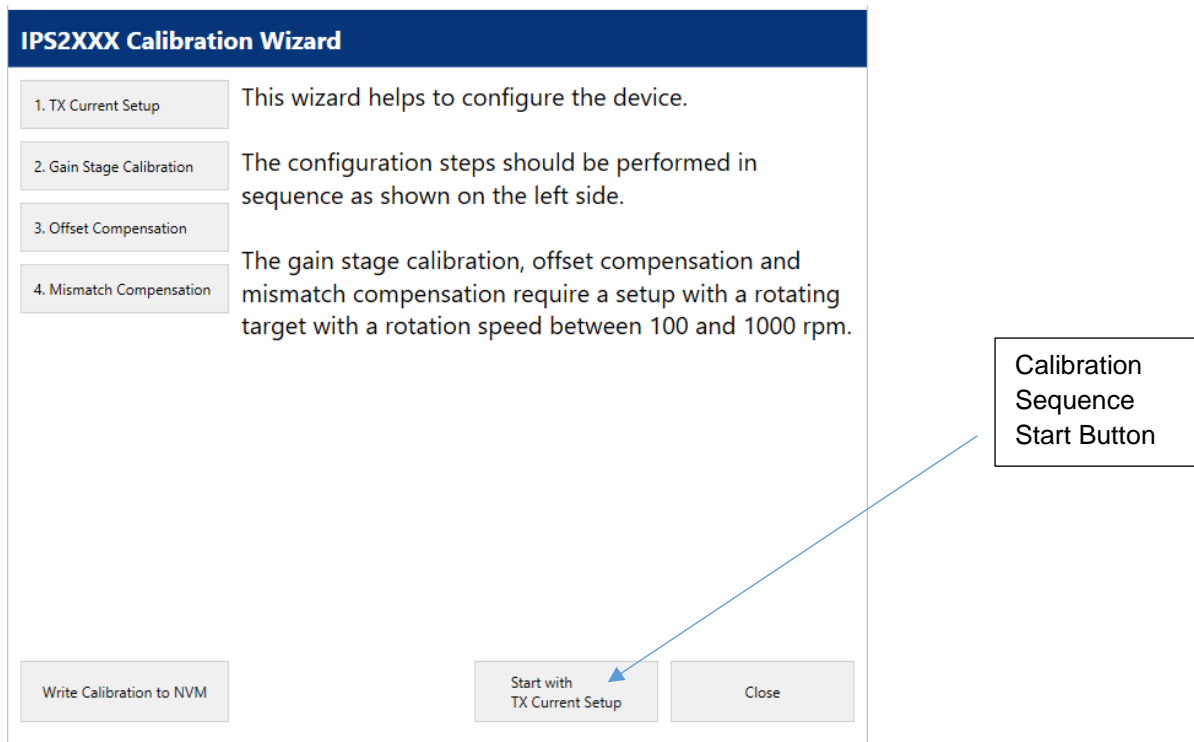 IPS2XXX Calibration Wizard
1. TX Current Setup
2. Gain Stage Calibration
3. Offset Compensation
4. Mismatch Compensation
This wizard helps to configure the device.
The configuration steps should be performed in
sequence as shown on the left side.
The gain stage calibration, offset compensation and
mismatch compensation require a setup with a rotating
target with a rotation speed between 100 and 1000 rpm.
Calibration
Sequence
Start Button
Write Calibration to NVM
Start with
TX Current Setup
Close